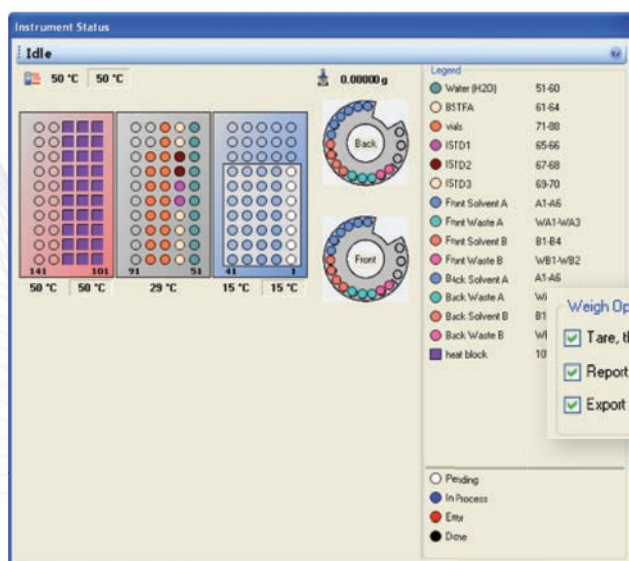 Instrument Status
Idle
50 °C 50 °C
0.00000 g
Back
Front
141 101
91 51
41 1
50 °C 50 °C
29 °C
15 °C 15 °C
Legend
Water (H2O) 51-60
BSTFA 61-64
vials 71-88
ISTD1 65-66
ISTD2 67-68
ISTD3 69-70
Front Solvent A A1-A6
Front Waste A WA1-WA3
Front Solvent B B1-B4
Front Waste B WB1-WB2
Back Solvent A A1-A6
Back Waste A
Back Solvent B
Back Waste B
heat block
Weigh
Tare,
Report
Export
Pending
In Process
Error
Done